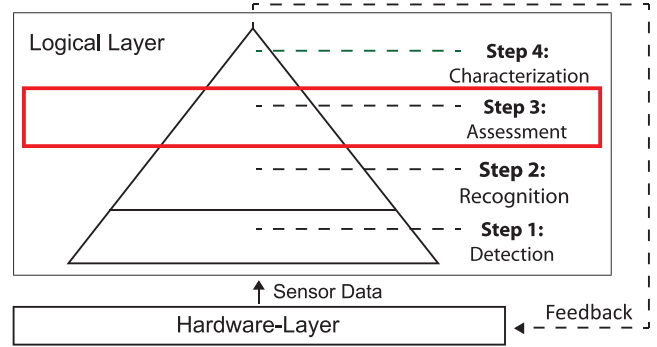 Logical Layer
Step 4:
Characterization
Step 3:
Assessment
Step 2:
Recognition
Step 1:
Detection
Sensor Data
Hardware-Layer
Feedback